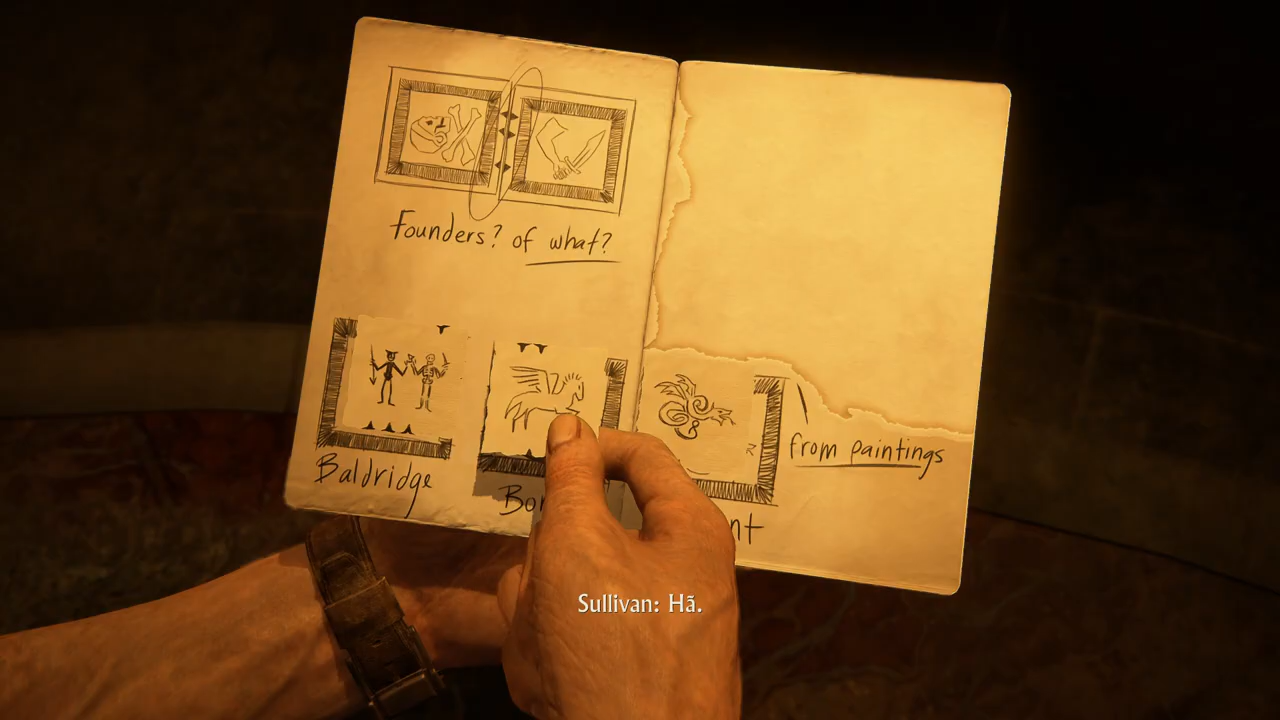 Founders? of what?
from paintings
Baldridge
Sullivan: Hã.